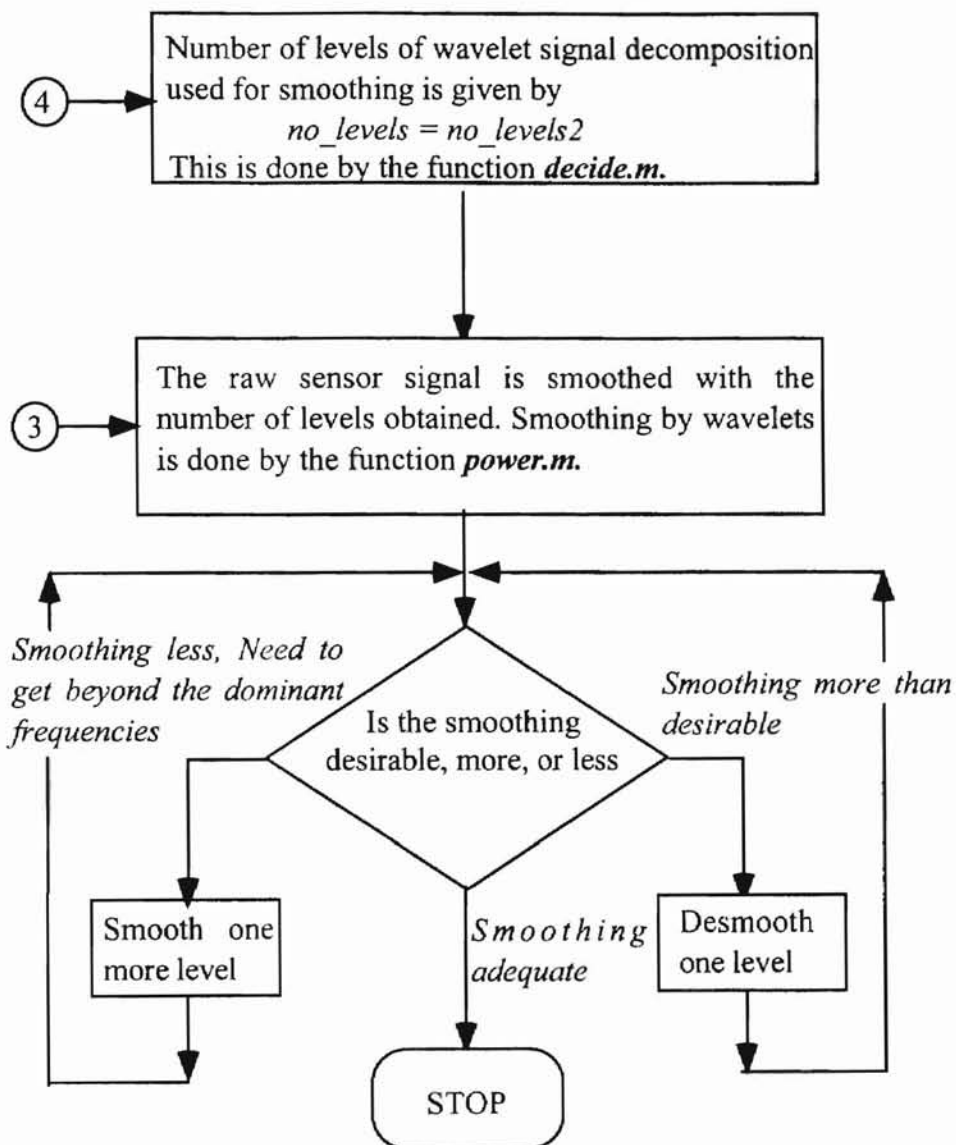 Number of levels of wavelet signal decomposition
used for smoothing is given by
no_levels = no_levels2
This is done by the function decide.m.
4
The raw sensor signal is smoothed with the
number of levels obtained. Smoothing by wavelets
is done by the function power.m.
3
Smoothing less, Need to
get beyond the dominant
frequencies
Is the smoothing
desirable, more, or less
Smoothing more than
desirable
Smooth one
more level
Smoothing
adequate
Desmooth
one level
STOP